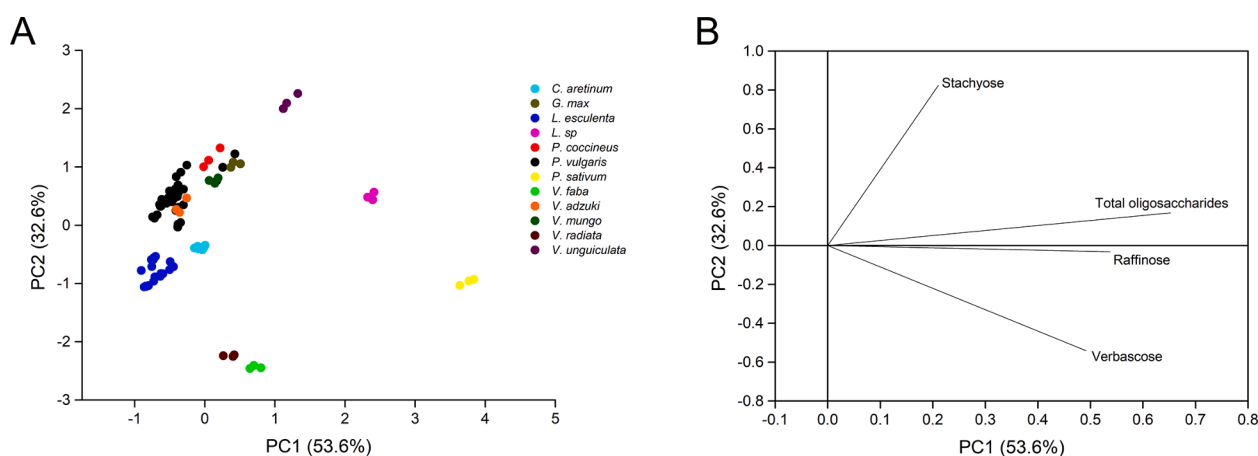 A
3
2
1
0
-1
-2
-3
PC2 (32.6%)
-1
0
1
2
3
4
5
PC1 (53.6%)
C. aretinum
G. max
L. esculenta
L. sp
P. coccineus
P. vulgaris
P. sativum
V. faba
V. adzuki
V. mungo
V. radiata
V. unguiculata
B
1.0
0.8
0.6
0.4
0.2
0.0
-0.2
-0.4
-0.6
-0.8
PC2 (32.6%)
-0.1
0.0
0.1
0.2
0.3
0.4
0.5
0.6
0.7
0.8
PC1 (53.6%)
Stachyose
Total oligosaccharides
Raffinose
Verbascose